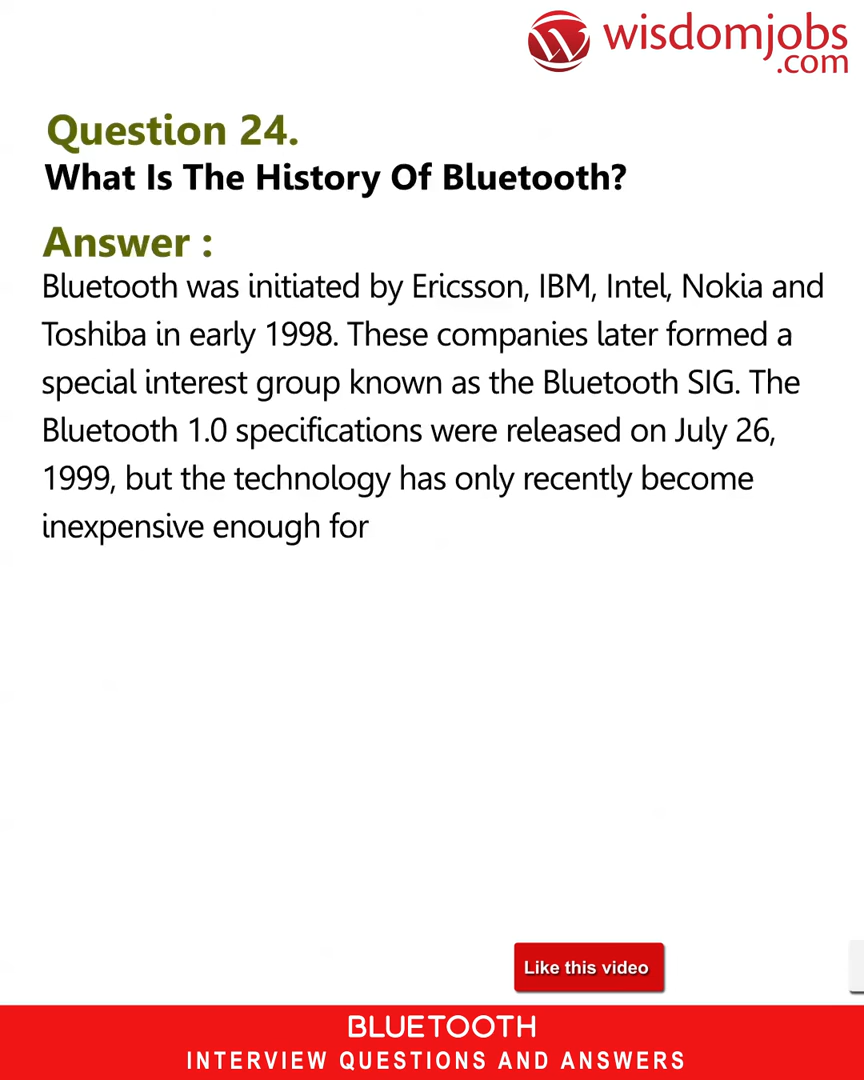 wisdomjobs
.com
Question 24.
What Is The History Of Bluetooth?
Answer :
Bluetooth was initiated by Ericsson, IBM, Intel, Nokia and
Toshiba in early 1998. These companies later formed a
special interest group known as the Bluetooth SIG. The
Bluetooth 1.0 specifications were released on July 26,
1999, but the technology has only recently become
inexpensive enough for
Like this video
BLUETOOTH
INTERVIEW QUESTIONS AND ANSWERS